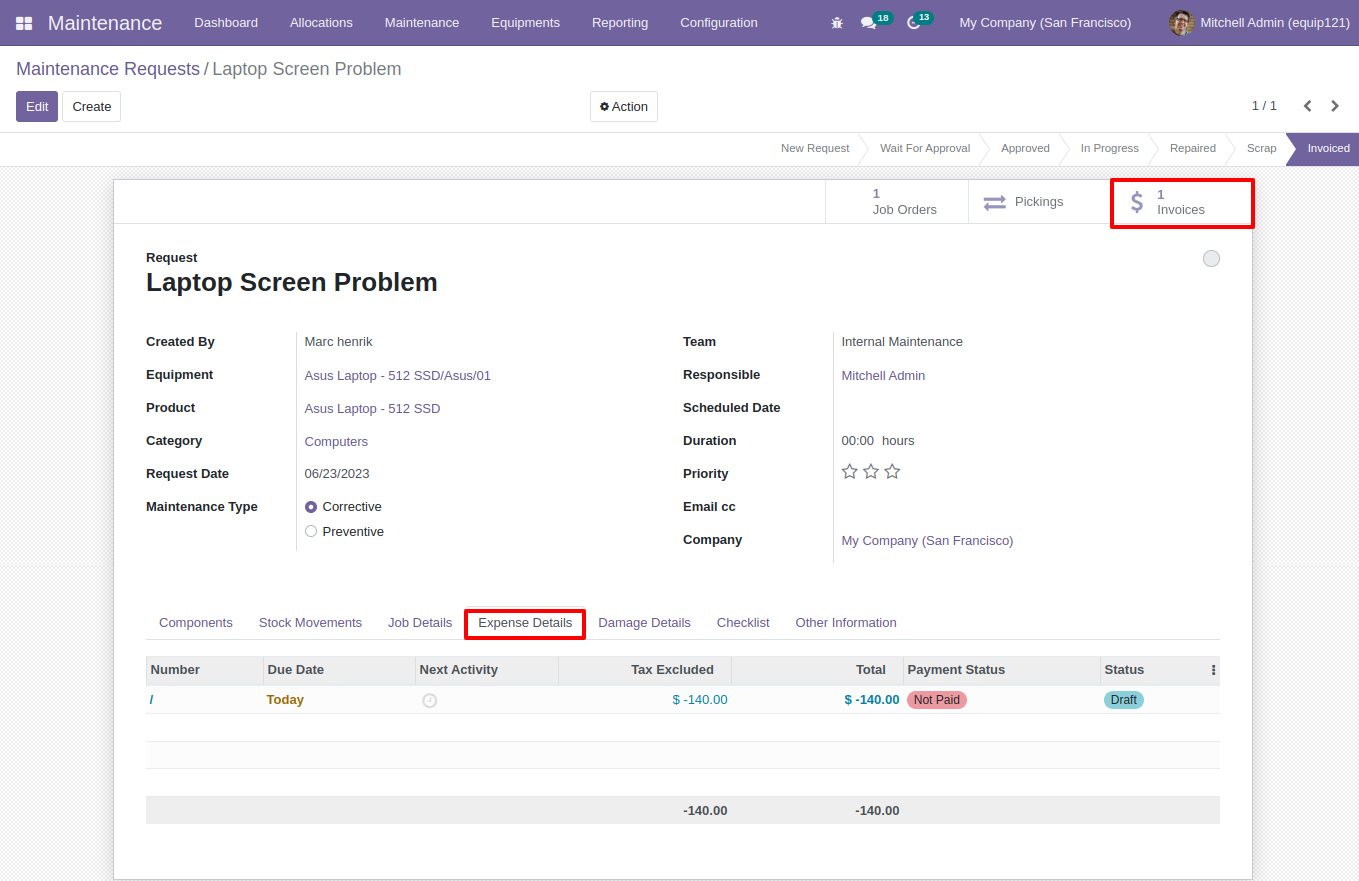 Maintenance Dashboard Allocations Maintenance Equipments Reporting Configuration 18 13 My Company (San Francisco) Mitchell Admin (equip121)
Maintenance Requests / Laptop Screen Problem
Edit Create Action 1 / 1
New Request Wait For Approval Approved In Progress Repaired Scrap Invoiced
1 Job Orders
Pickings
1 Invoices
Request
Laptop Screen Problem
Created By Marc henrik
Equipment Asus Laptop - 512 SSD/Asus/01
Product Asus Laptop - 512 SSD
Category Computers
Request Date 06/23/2023
Maintenance Type Corrective
Preventive
Team Internal Maintenance
Responsible Mitchell Admin
Scheduled Date
Duration 00:00 hours
Priority
Email cc
Company My Company (San Francisco)
Components Stock Movements Job Details Expense Details Damage Details Checklist Other Information
Number Due Date Next Activity Tax Excluded Total Payment Status Status
/ Today $ -140.00 $ -140.00 Not Paid Draft
-140.00 -140.00